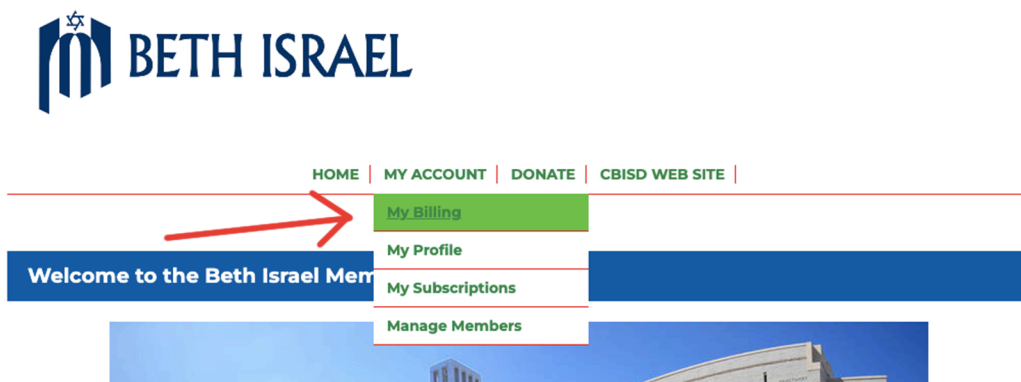 BETH ISRAEL
HOME | MY ACCOUNT | DONATE | CBISD WEB SITE |
My Billing
My Profile
Welcome to the Beth Israel Mem
My Subscriptions
Manage Members